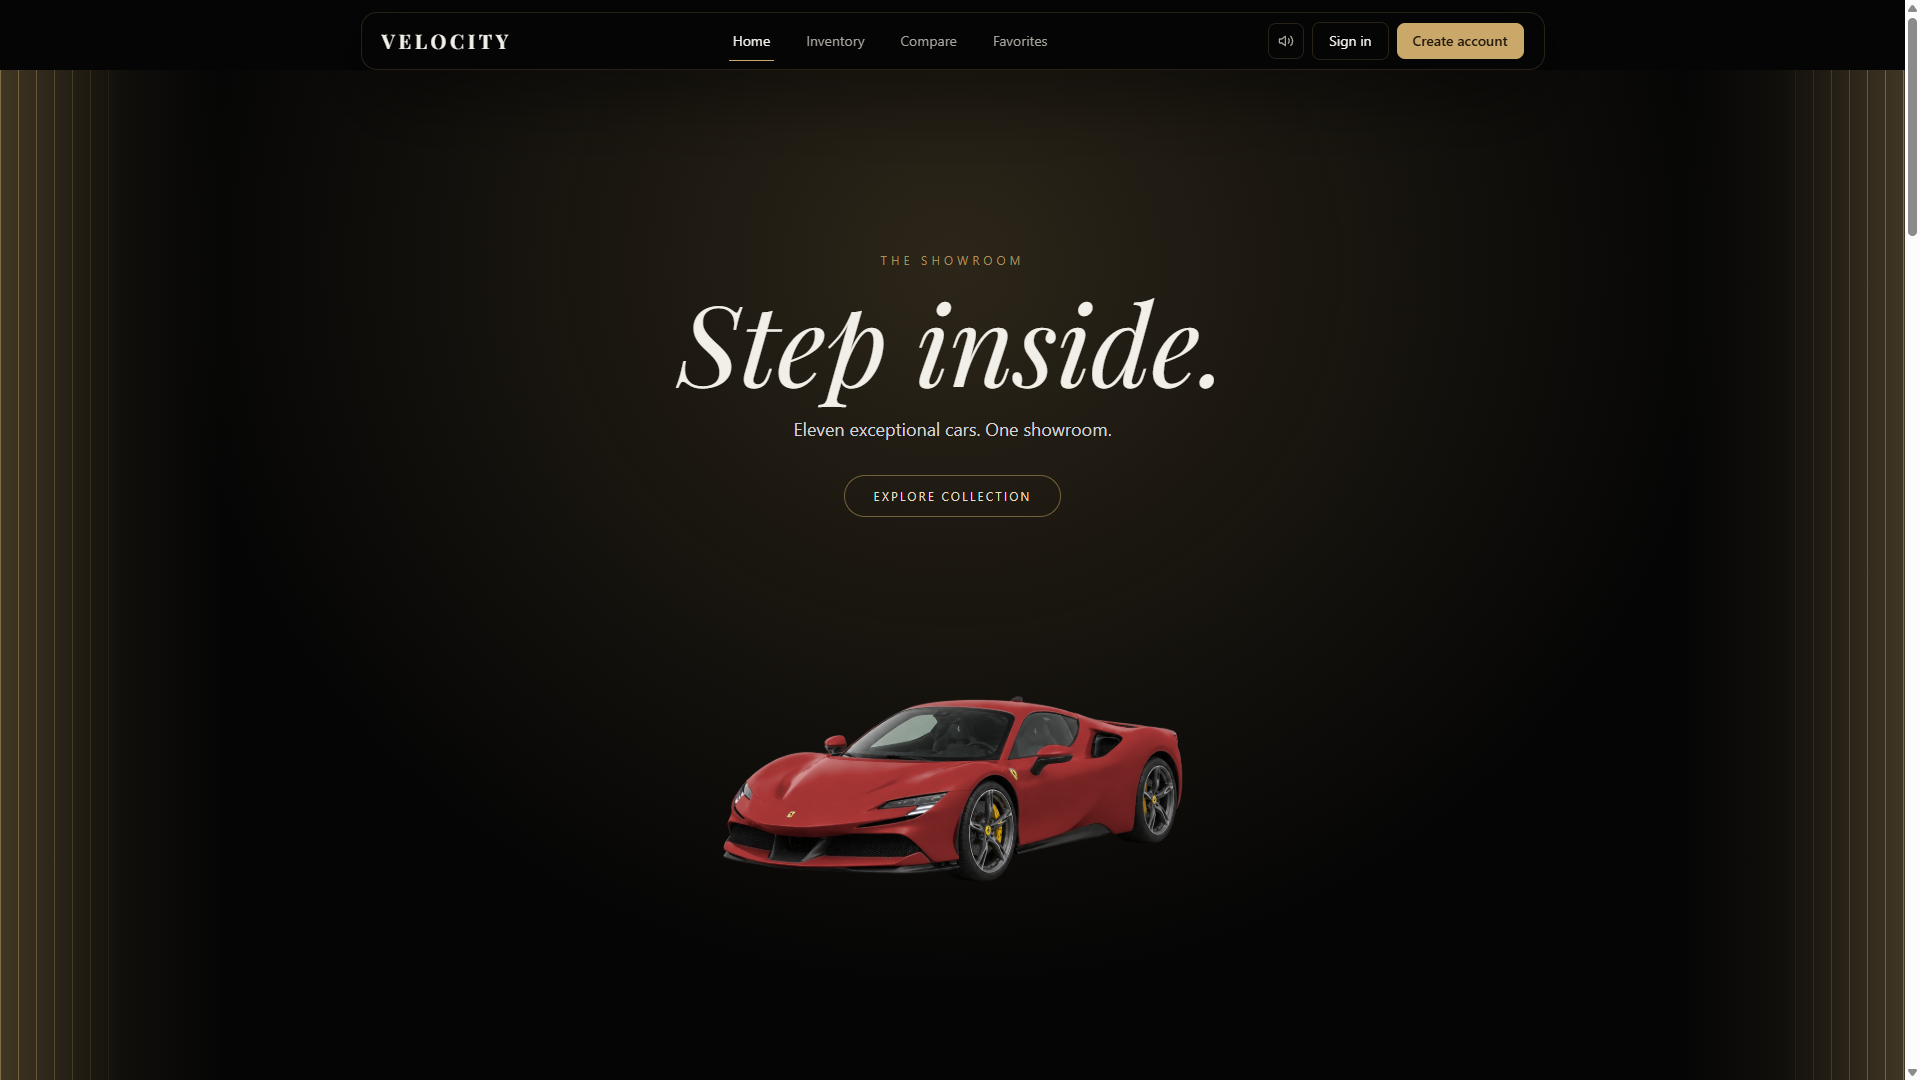 VELOCITY
Home
Inventory
Compare
Favorites
Sign in
Create account
THE SHOWROOM
Step inside.
Eleven exceptional cars. One showroom.
EXPLORE COLLECTION